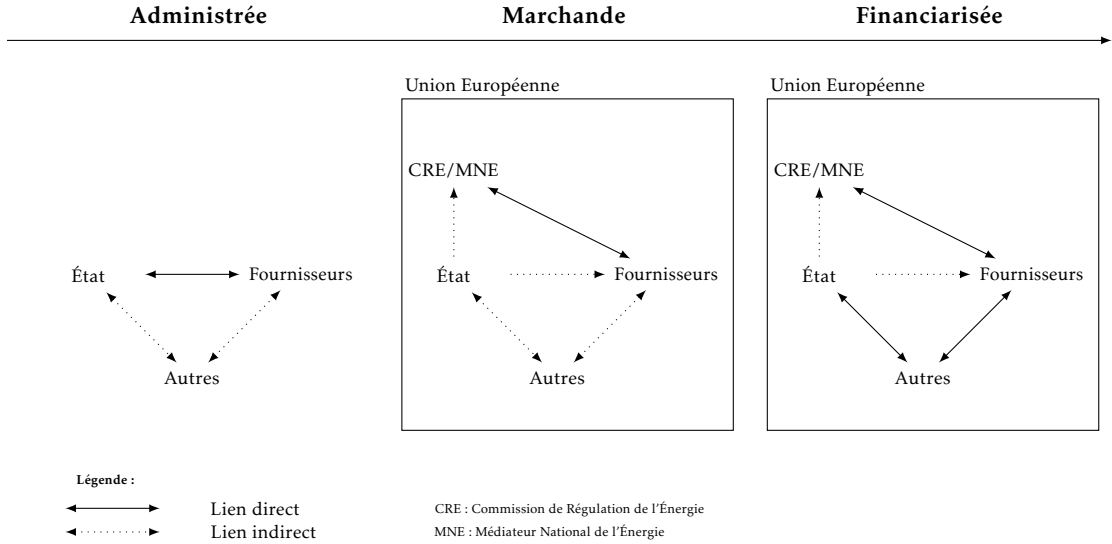 Administrée Marchande Financiarisée
Union Européenne Union Européenne
CRE/MNE CRE/MNE
État Fournisseurs État Fournisseurs État Fournisseurs
Autres Autres Autres
Légende :
Lien direct CRE : Commission de Régulation de l'Énergie
Lien indirect MNE : Médiateur National de l'Énergie